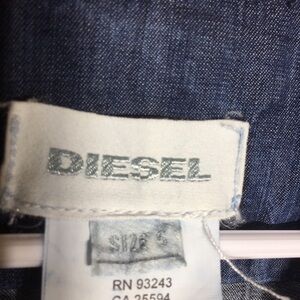 DIESEL
SIZE S
RN 93243
CA 25594